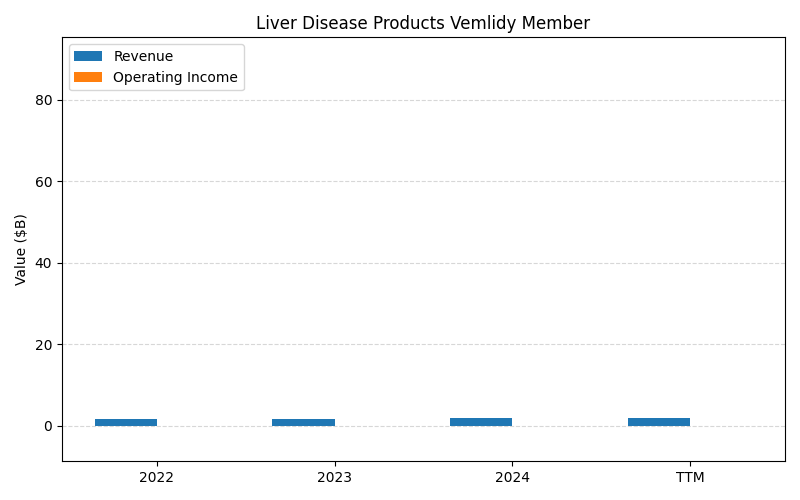 Liver Disease Products Vemlidy Member
Revenue
Operating Income
Value ($B)
80
60
40
20
0
2022
2023
2024
TTM